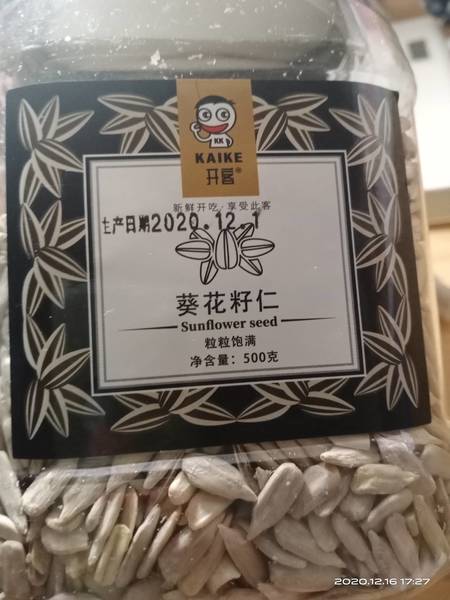 KK
KAIKE
开客®
新鲜开吃·享受此客
生产日期2020.12.1
葵花籽仁
Sunflower seed
粒粒饱满
净含量：500克
2020.12.16 17:27